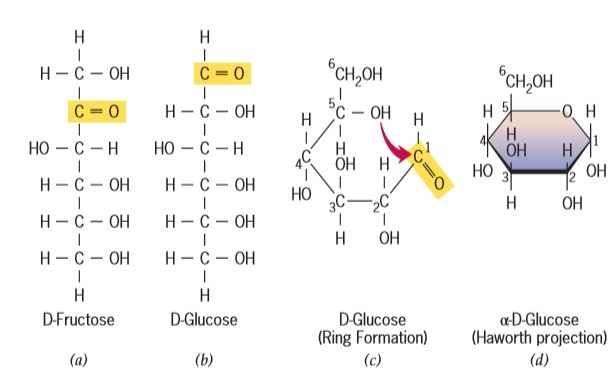 H
H – C – OH
C = O
HO – C – H
H – C – OH
H – C – OH
H – C – OH
H
D-Fructose
(a)
H
C = O
H – C – OH
HO – C – H
H – C – OH
H – C – OH
H – C – OH
H
D-Glucose
(b)
⁶CH₂OH
H ⁵C – OH H
H
⁴C OH H C¹
HO O
₃C – ₂C
H OH
D-Glucose
(Ring Formation)
(c)
⁶CH₂OH
H 5 O H
4 H 1
OH H
HO 3 2 OH
H OH
α-D-Glucose
(Haworth projection)
(d)